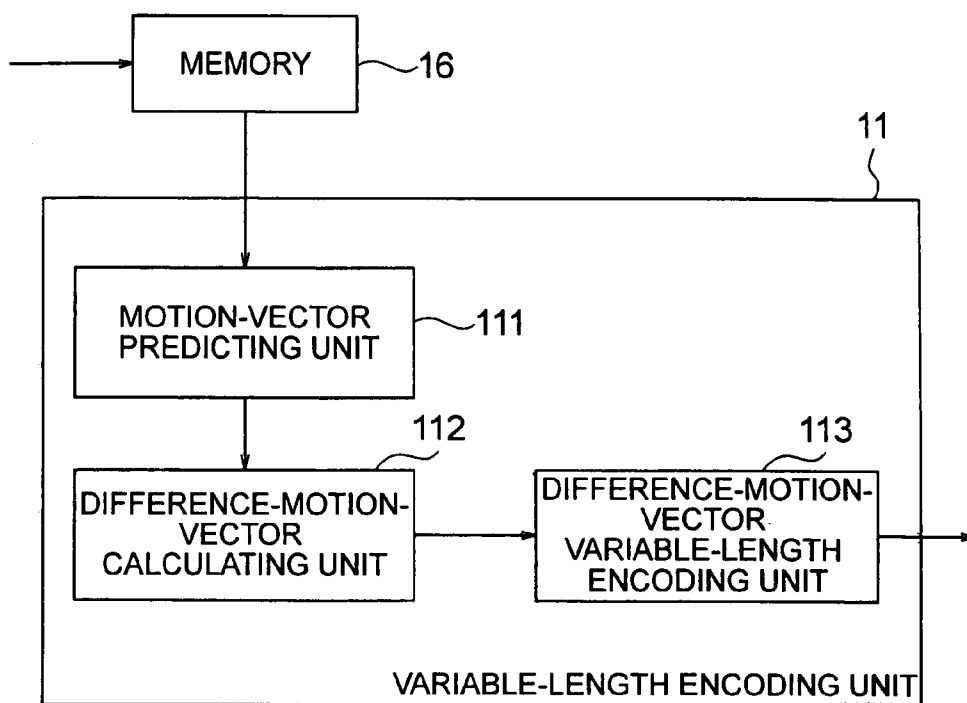 MEMORY
16
11
MOTION-VECTOR
PREDICTING UNIT
111
112
DIFFERENCE-MOTION-
VECTOR
CALCULATING UNIT
113
DIFFERENCE-MOTION-
VECTOR
VARIABLE-LENGTH
ENCODING UNIT
VARIABLE-LENGTH ENCODING UNIT